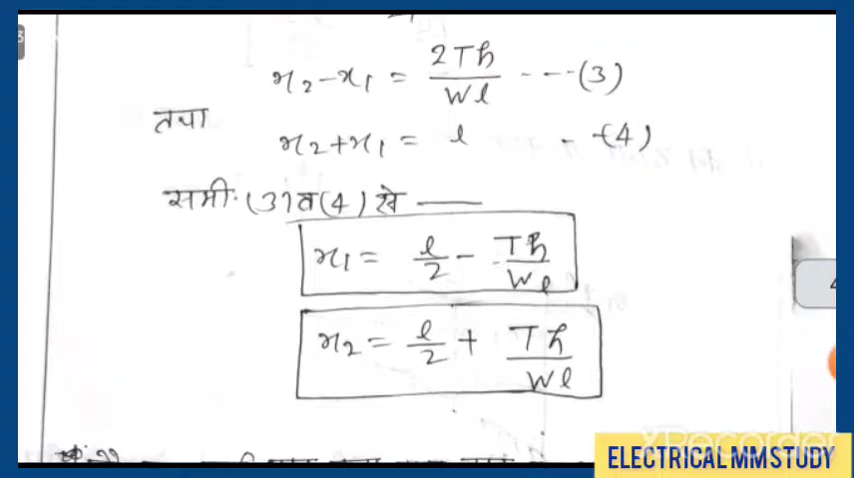 x₂-x₁ = 2Th/Wl ---(3)
तथा
x₂+x₁ = l --(4)
समी. (3) व (4) से —
x₁ = l/2 - Th/Wl
x₂ = l/2 + Th/Wl
XRecorder
ELECTRICAL MM STUDY